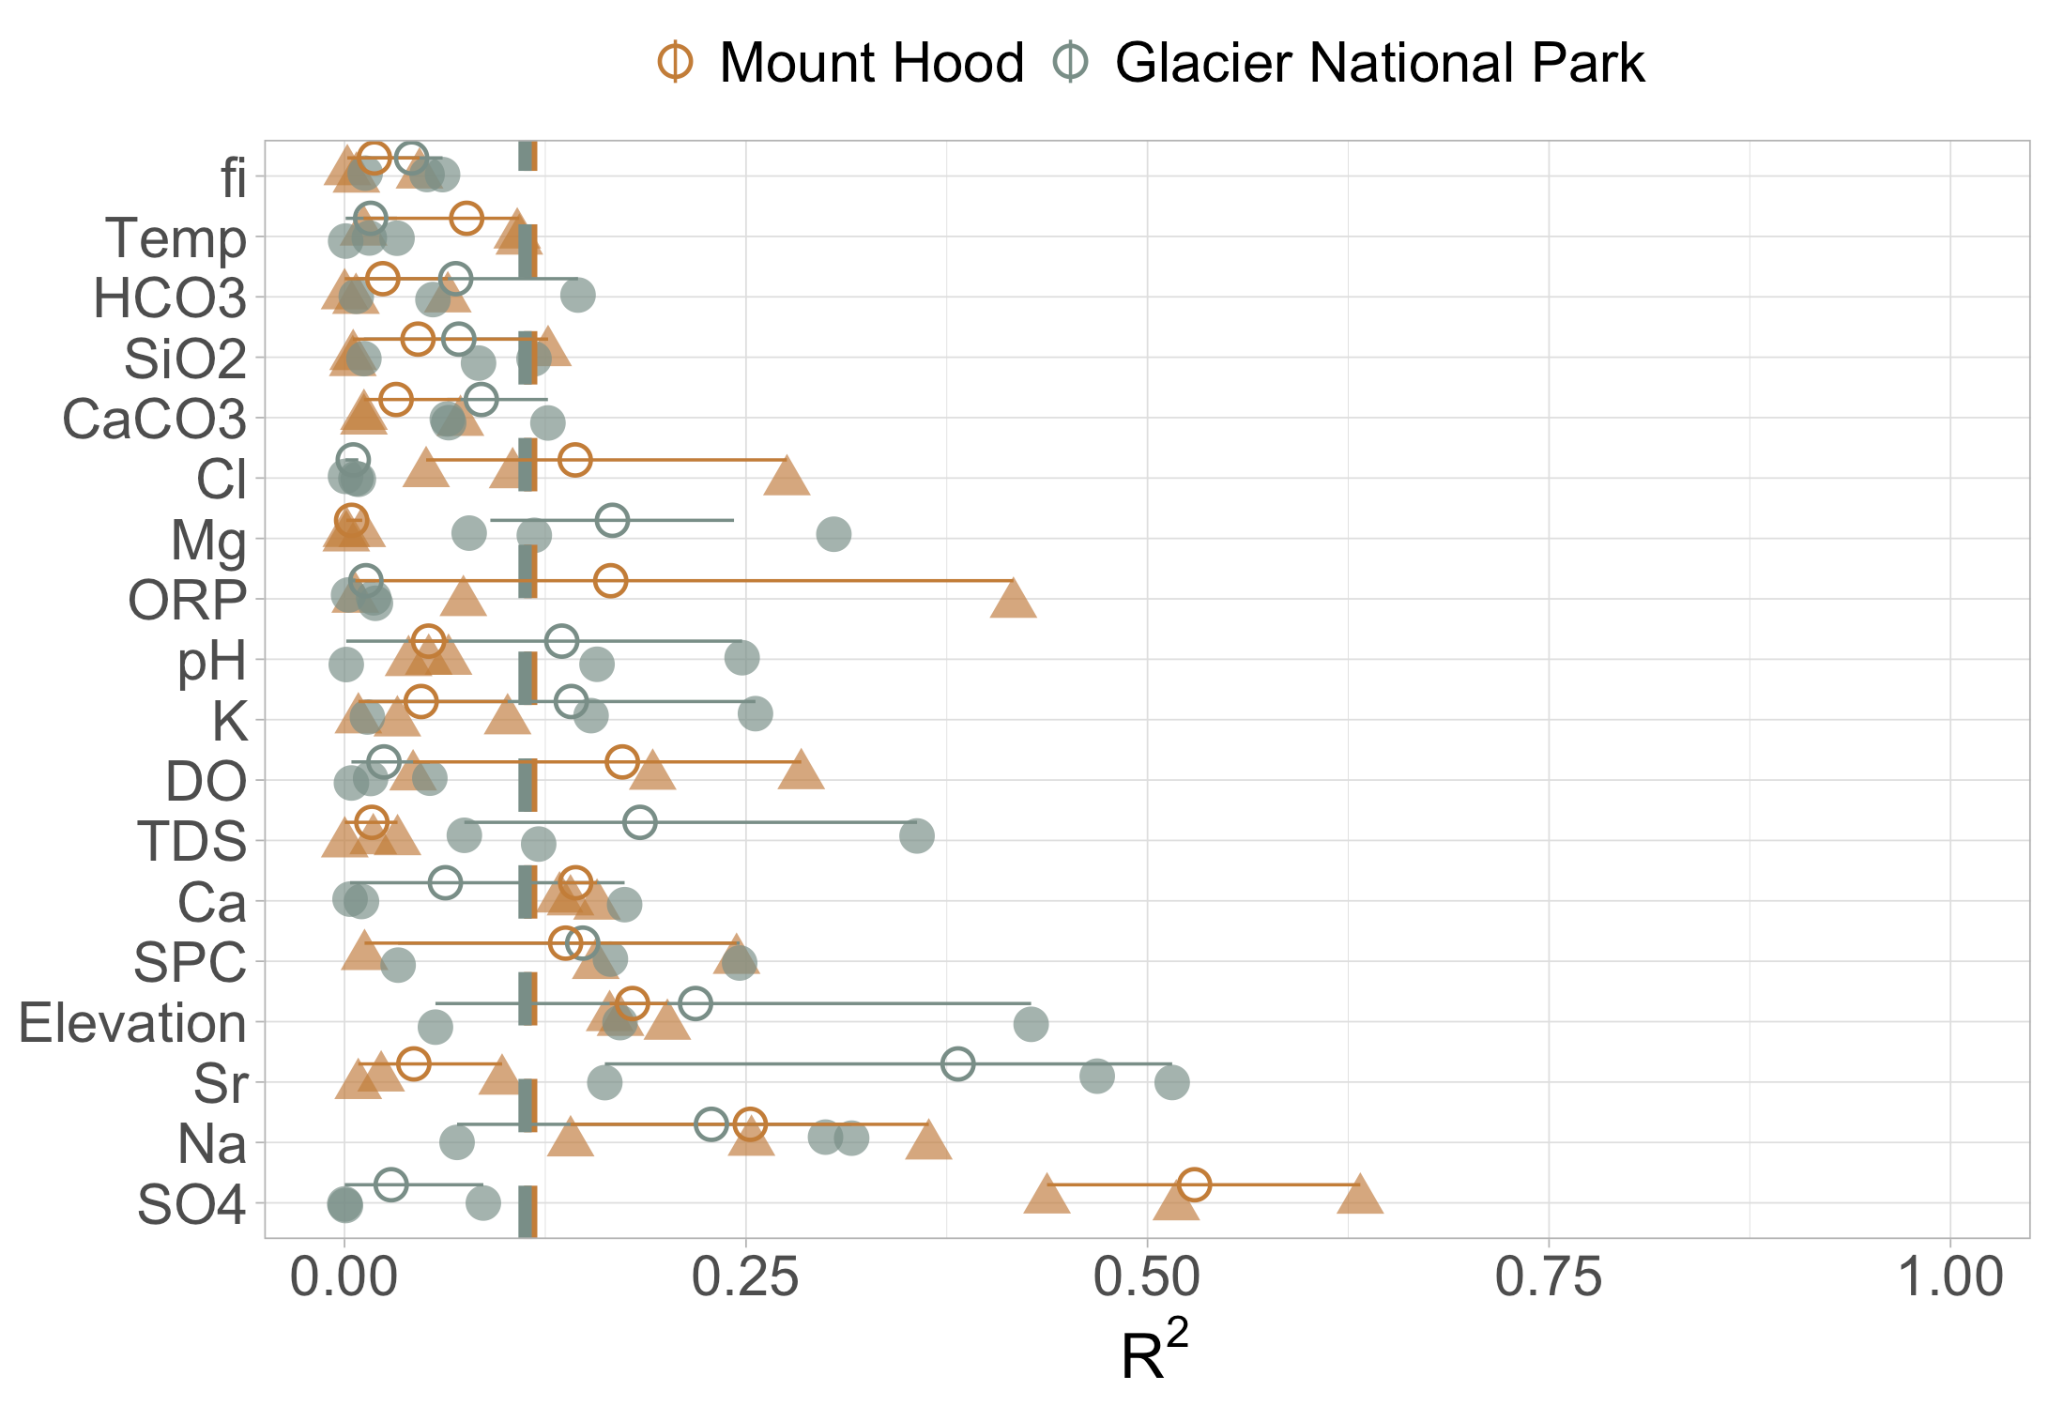 Mount Hood Glacier National Park
fi
Temp
HCO3
SiO2
CaCO3
Cl
Mg
ORP
pH
K
DO
TDS
Ca
SPC
Elevation
Sr
Na
SO4
0.00 0.25 0.50 0.75 1.00
R²